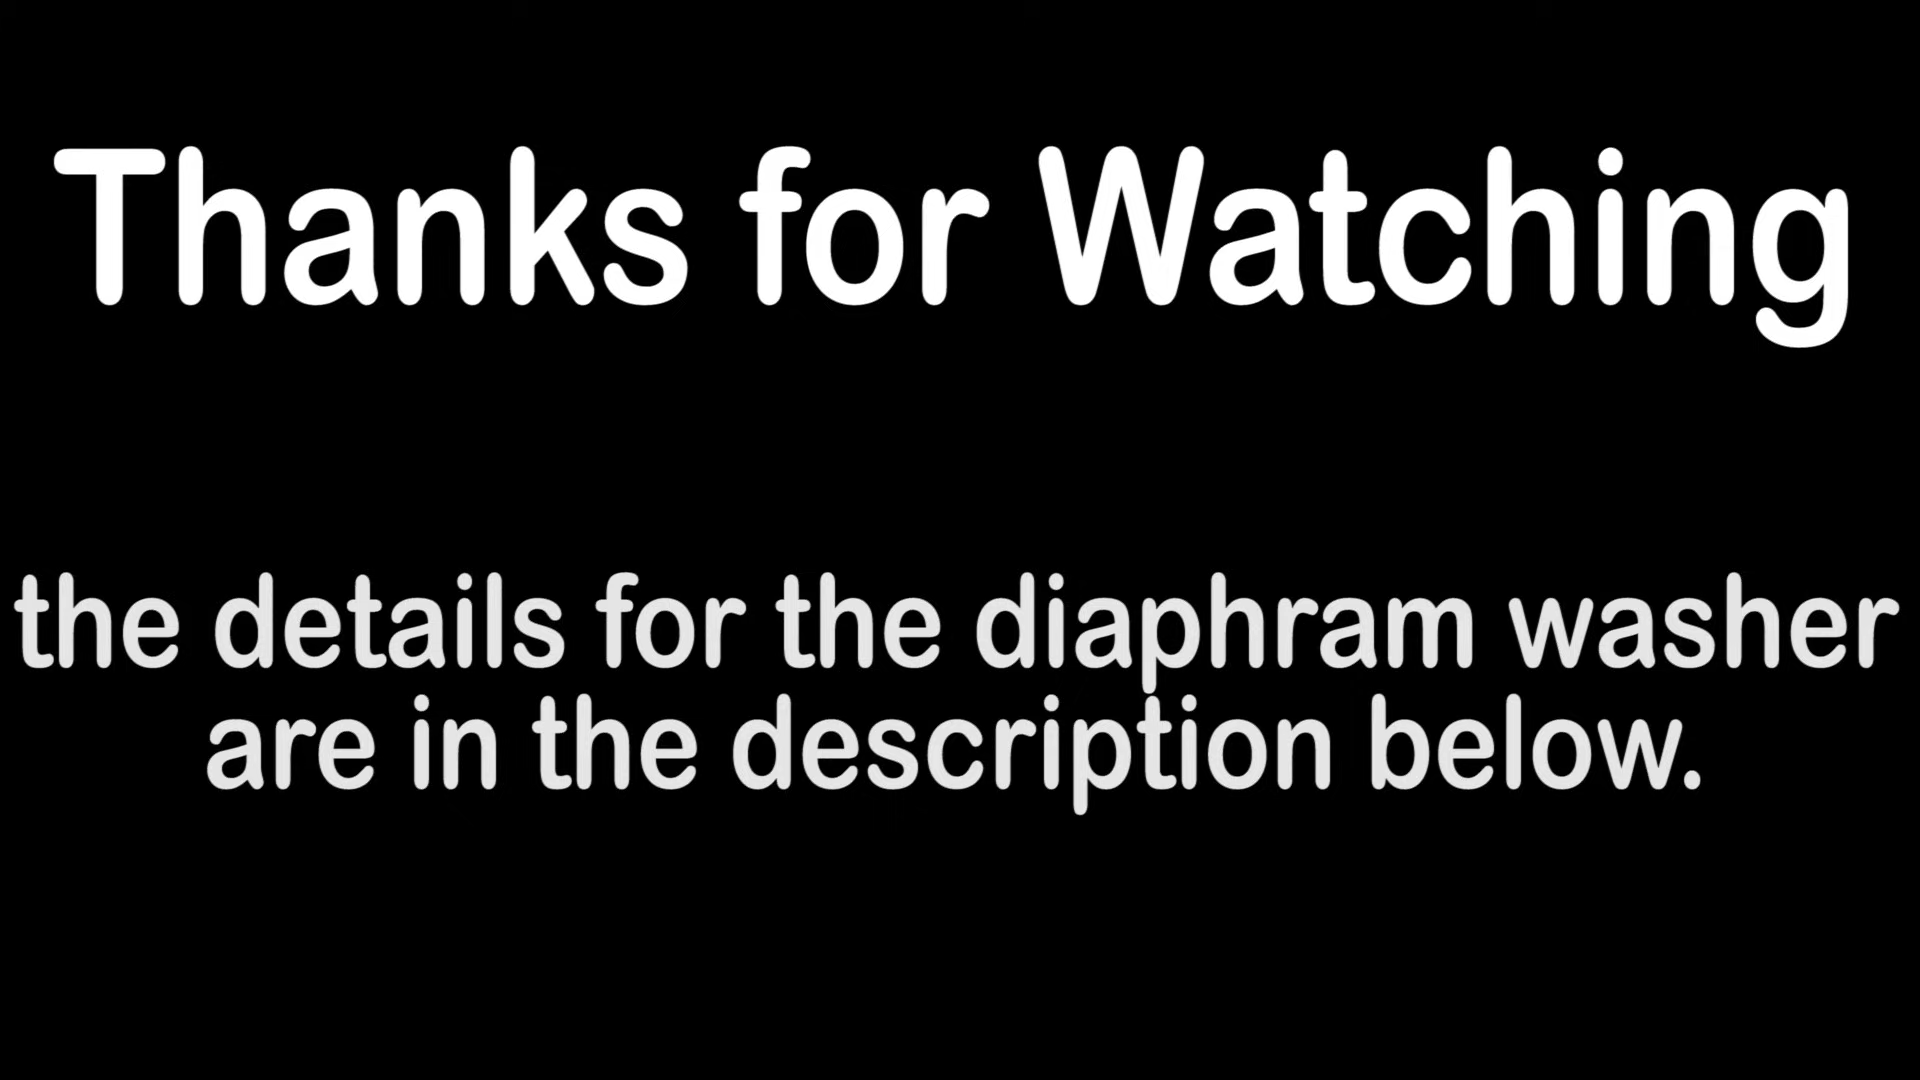 Thanks for Watching
the details for the diaphram washer
are in the description below.